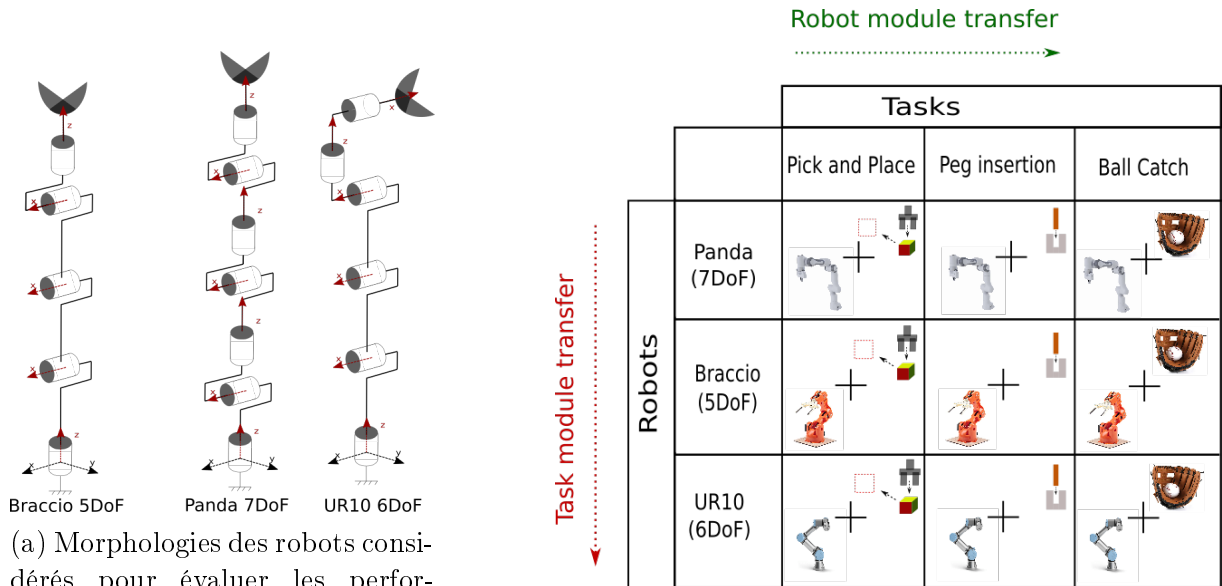 z
z
z
x
x
z
x
z
x
x
x
z
x
x
z
x
x
x
z
x
y
z
x
y
z
x
y
Braccio 5DoF
Panda 7DoF
UR10 6DoF
(a) Morphologies des robots consi-
dérés pour évaluer les perfor-
Robot module transfer
Task module transfer
Tasks
Pick and Place
Peg insertion
Ball Catch
Robots
Panda
(7DoF)
Braccio
(5DoF)
UR10
(6DoF)